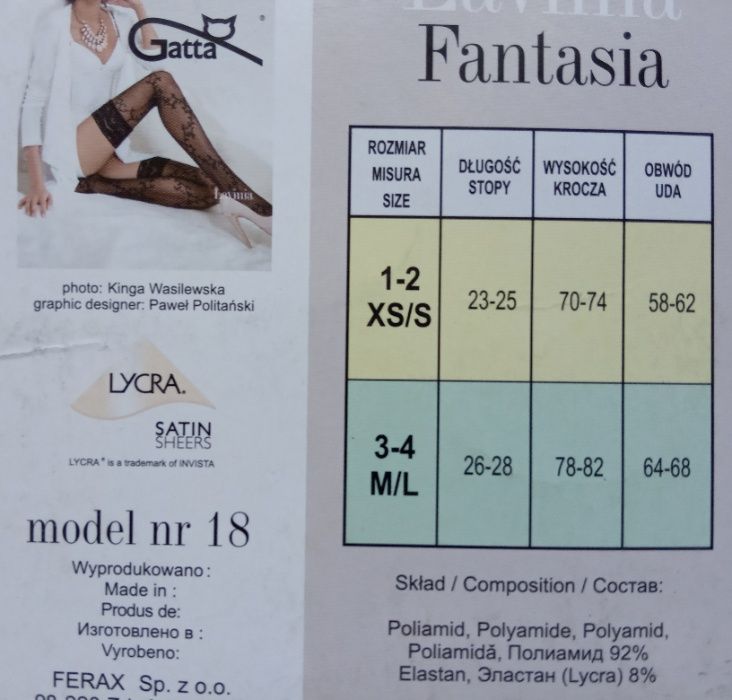 Gatta
Lavinia
photo: Kinga Wasilewska
graphic designer: Paweł Politański
LYCRA®
SATIN
SHEERS
LYCRA® is a trademark of INVISTA
model nr 18
Wyprodukowano :
Made in :
Produs de:
Изготовлено в :
Vyrobeno:
FERAX Sp. z o.o.
Lavinia
Fantasia
ROZMIAR
MISURA
SIZE
DŁUGOŚĆ
STOPY
WYSOKOŚĆ
KROCZA
OBWÓD
UDA
1-2
XS/S
23-25
70-74
58-62
3-4
M/L
26-28
78-82
64-68
Skład / Composition / Состав:
Poliamid, Polyamide, Polyamid,
Poliamidă, Полиамид 92%
Elastan, Эластан (Lycra) 8%